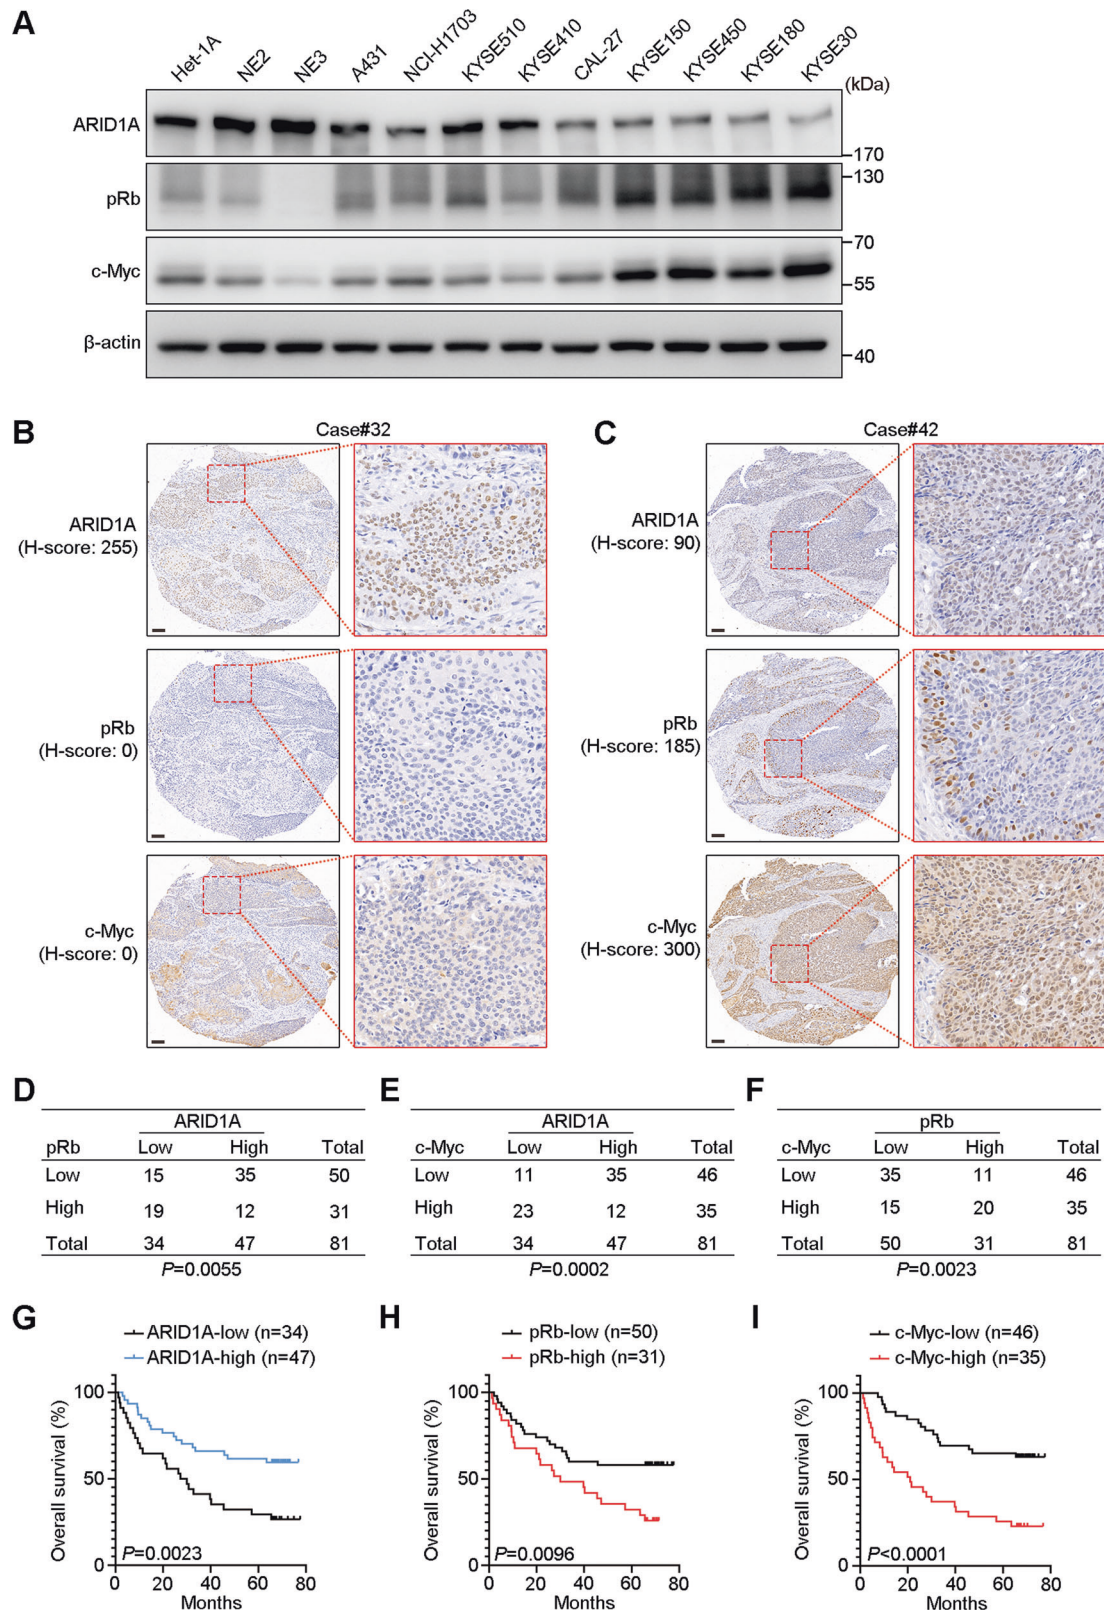 A
Het-1A NE2 NE3 A431 NCI-H1703 KYSE510 KYSE410 CAL-27 KYSE150 KYSE450 KYSE180 KYSE30
(kDa)
ARID1A
170
pRb
130
c-Myc
70
55
β-actin
40
B
Case#32
ARID1A
(H-score: 255)
pRb
(H-score: 0)
c-Myc
(H-score: 0)
C
Case#42
ARID1A
(H-score: 90)
pRb
(H-score: 185)
c-Myc
(H-score: 300)
D
ARID1A
pRb Low High Total
Low 15 35 50
High 19 12 31
Total 34 47 81
P=0.0055
E
ARID1A
c-Myc Low High Total
Low 11 35 46
High 23 12 35
Total 34 47 81
P=0.0002
F
pRb
c-Myc Low High Total
Low 35 11 46
High 15 20 35
Total 50 31 81
P=0.0023
G
ARID1A-low (n=34)
ARID1A-high (n=47)
Overall survival (%)
100
50
0
P=0.0023
0 20 40 60 80
Months
H
pRb-low (n=50)
pRb-high (n=31)
Overall survival (%)
100
50
0
P=0.0096
0 20 40 60 80
Months
I
c-Myc-low (n=46)
c-Myc-high (n=35)
Overall survival (%)
100
50
0
P<0.0001
0 20 40 60 80
Months